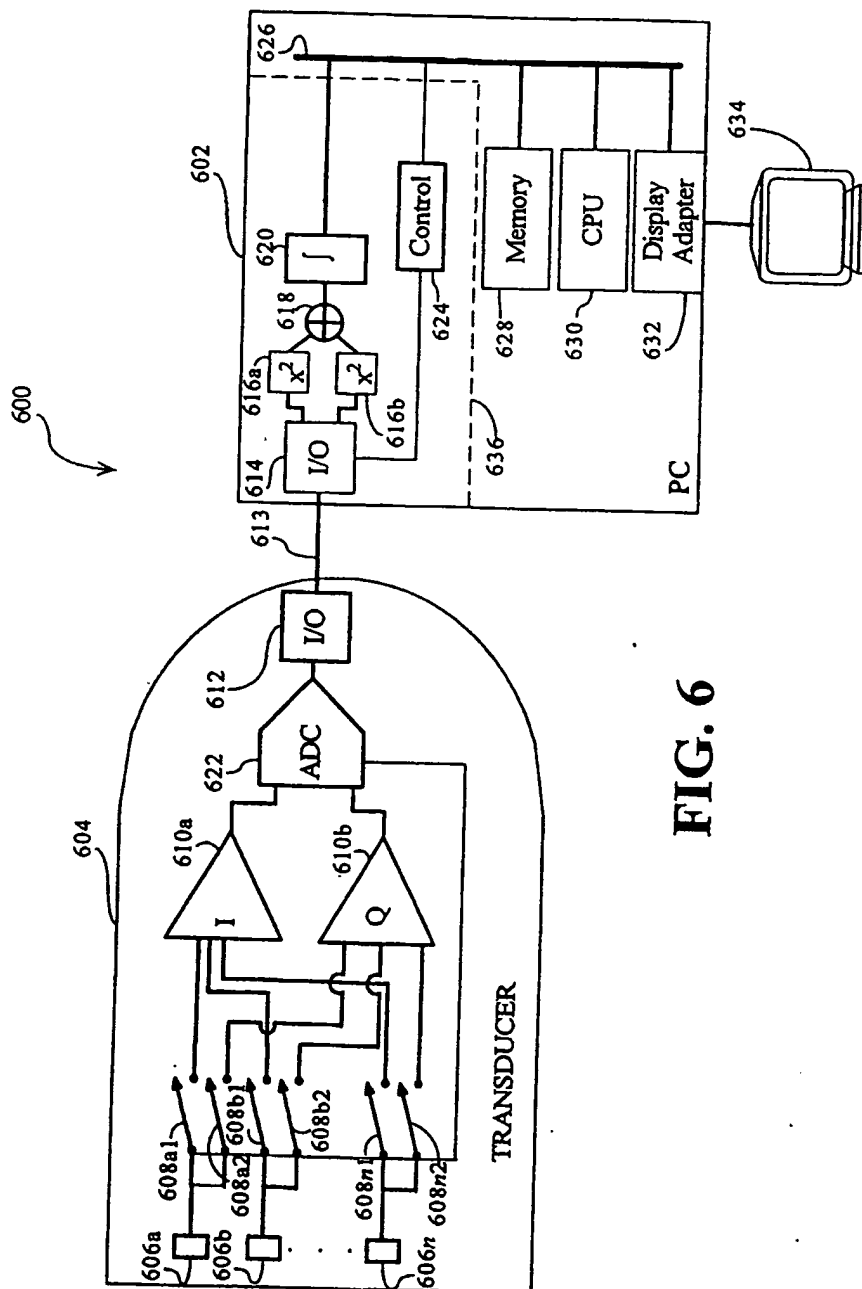 600
604
606a
606b
606n
608a1
608a2
608b1
608b2
608n1
608n2
610a
I
610b
Q
622
ADC
612
I/O
TRANSDUCER
613
602
614
I/O
616a
x²
616b
x²
618
620
∫
Control
624
626
636
PC
Memory
628
CPU
630
Display
Adapter
632
634
FIG. 6